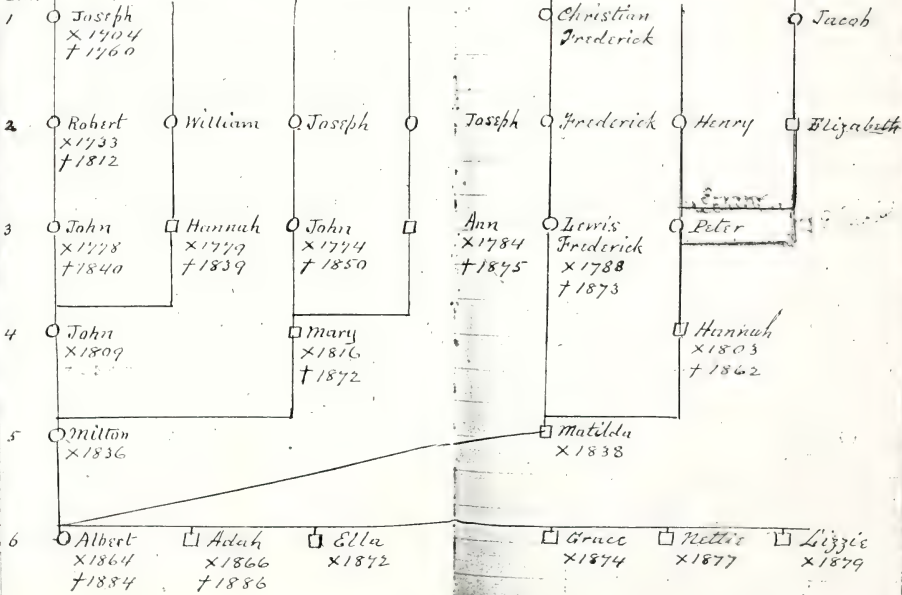 1 Joseph Christian Jacob
×1704 Frederick
†1760
2 Robert William Joseph Joseph Frederick Henry Elizabeth
×1733
†1812
3 John Hannah John Ann Lewis Peter
×1778 ×1779 ×1774 ×1784 Frederick
†1840 †1839 †1850 †1875 ×1788
†1873
4 John Mary Hannah
×1809 ×1816 ×1803
†1872 †1862
5 Milton Matilda
×1836 ×1838
6 Albert Adah Ella Grace Nettie Lizzie
×1864 ×1866 ×1872 ×1874 ×1877 ×1879
†1884 †1886